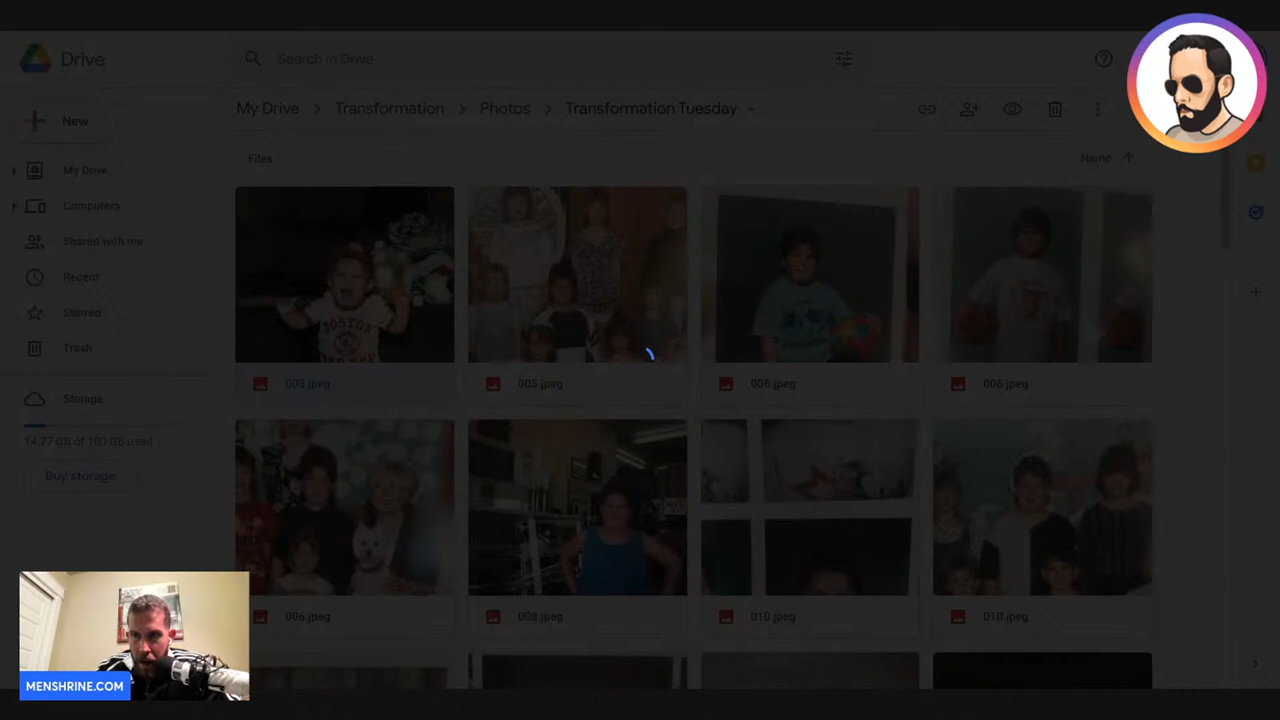 Drive
Search in Drive
My Drive
Transformation
Photos
Transformation Tuesday
New
Files
Name
My Drive
Computers
Shared with me
Recent
Starred
Trash
Storage
14.77 GB of 100 GB used
Buy storage
BOSTON
003.jpeg
005.jpeg
005.jpeg
006.jpeg
006.jpeg
008.jpeg
010.jpeg
010.jpeg
MENSHRINE.COM